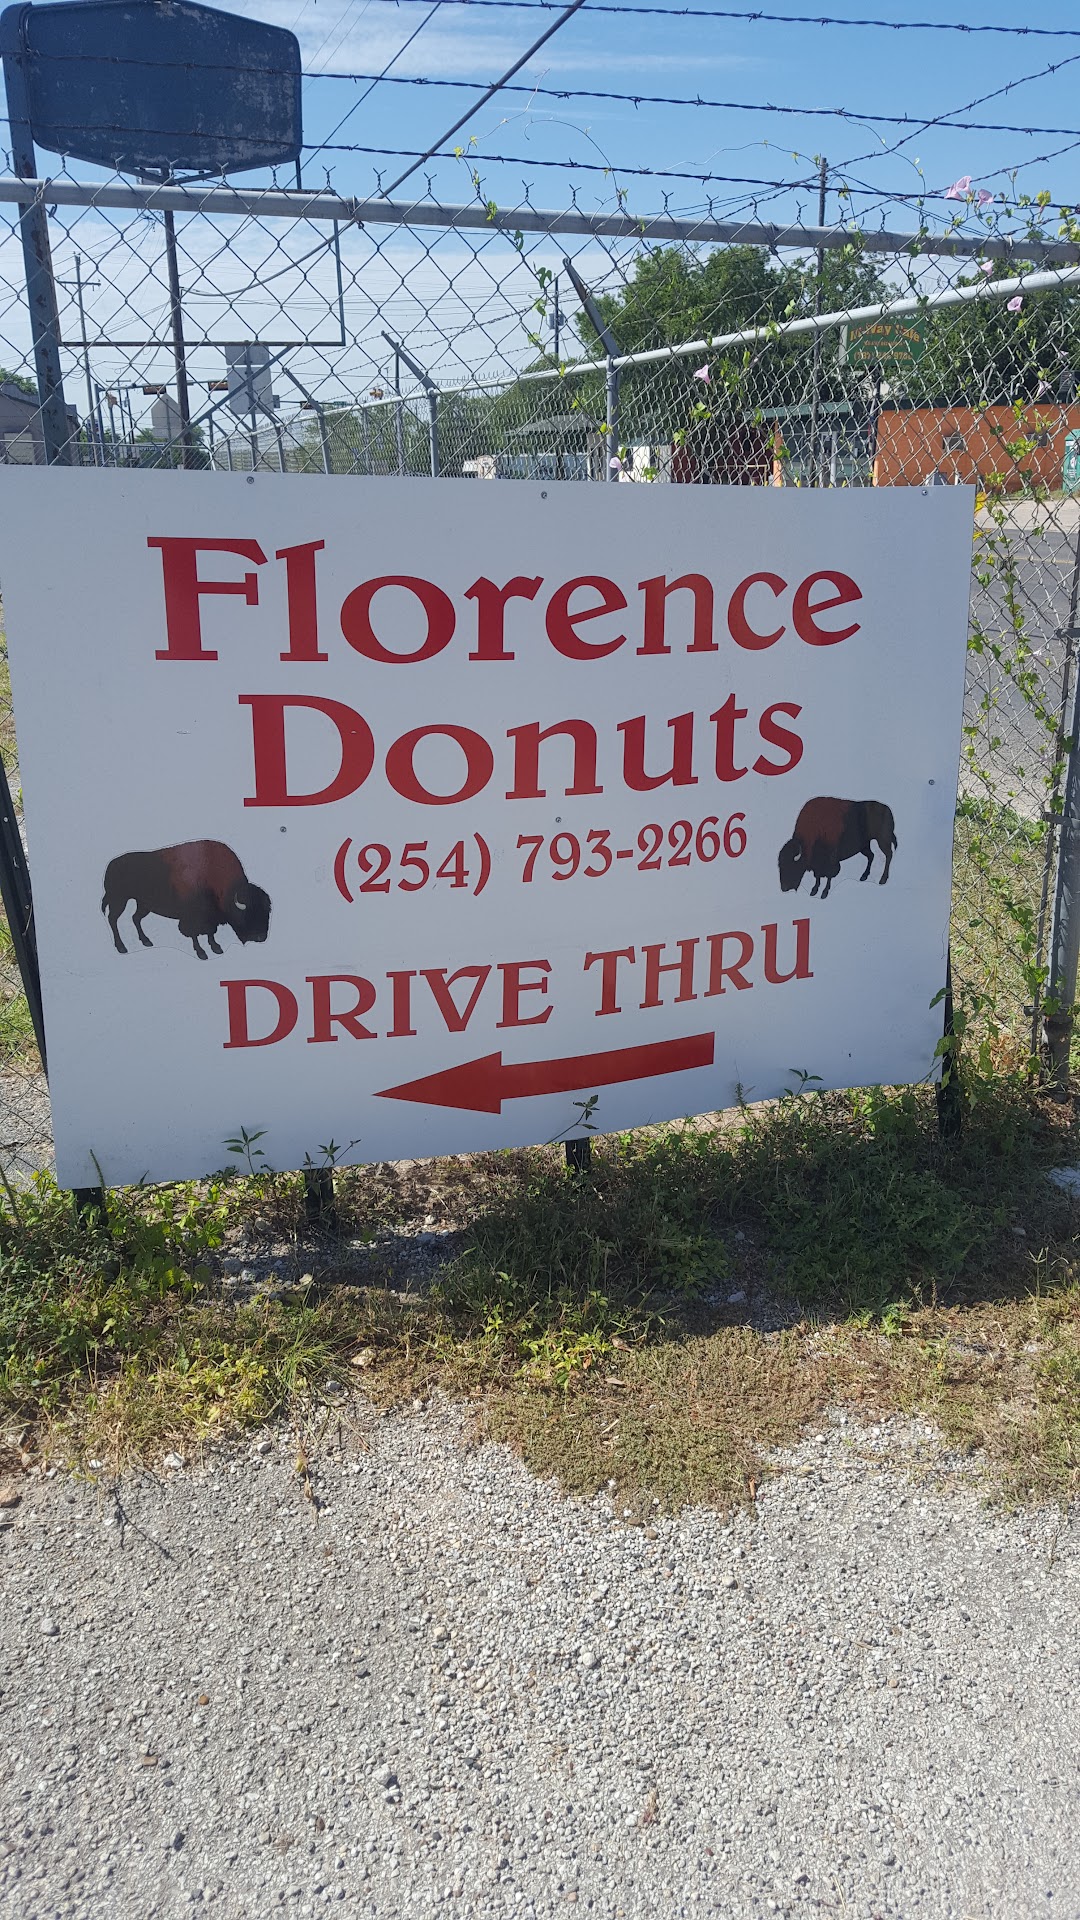 Florence
Donuts
(254) 793-2266
DRIVE THRU